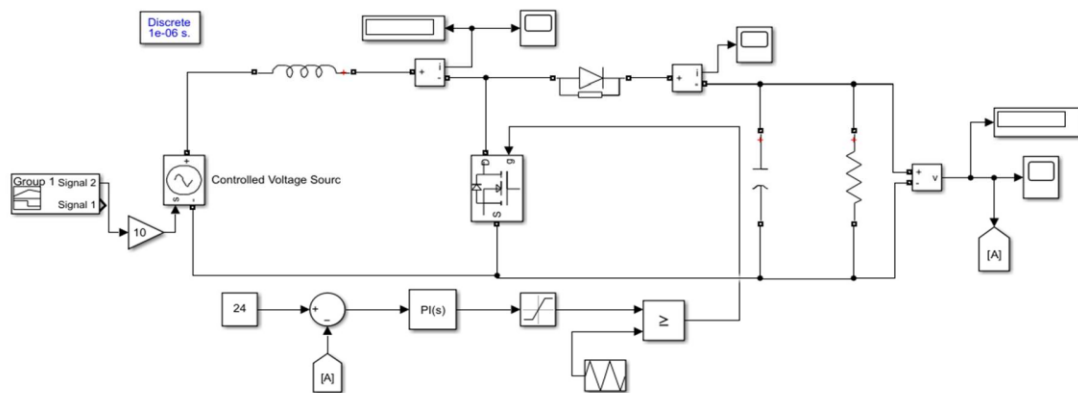 Discrete
1e-06 s.
+
i
+
-
+
i
+
-
D
g
S
+
Controlled Voltage Sourc
s
-
Group 1
Signal 2
Signal 1
10
+
-
v
[A]
24
+
-
PI(s)
≥
[A]